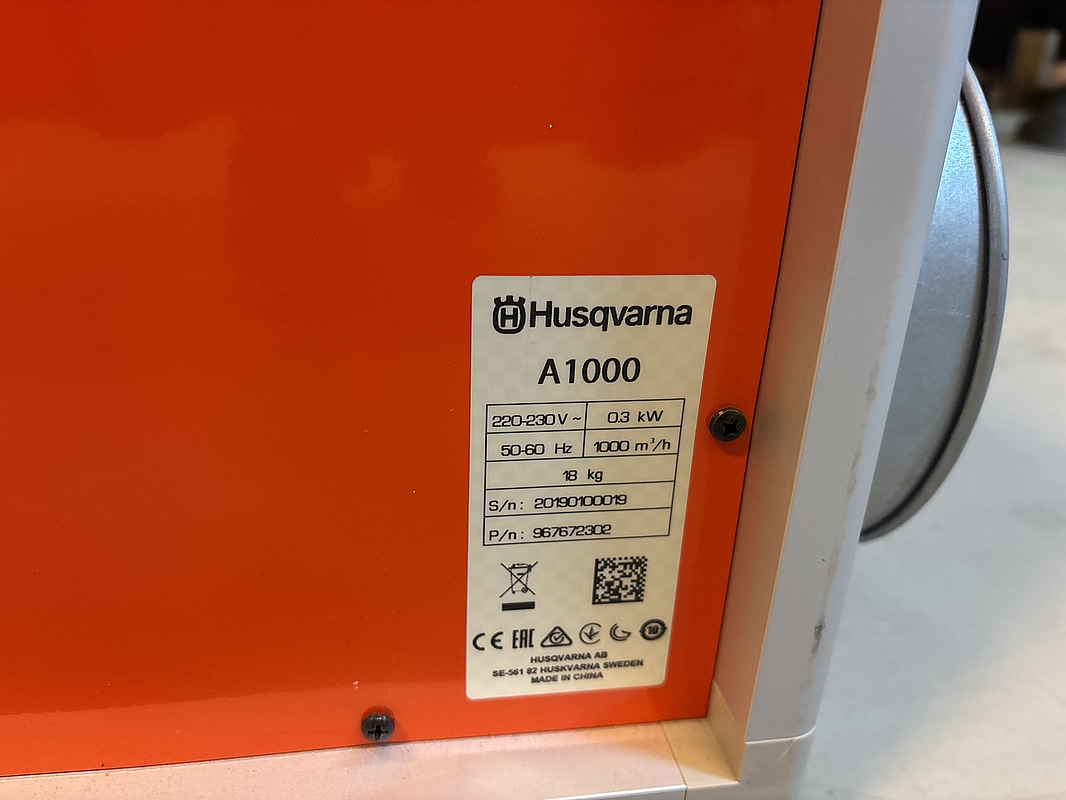 Husqvarna
A1000
220-230 V ~ 0.3 kW
50-60 Hz 1000 m³/h
18 kg
S/n: 20190100019
P/n: 967672302
CE EAC 10
HUSQVARNA AB
SE-561 82 HUSKVARNA SWEDEN
MADE IN CHINA